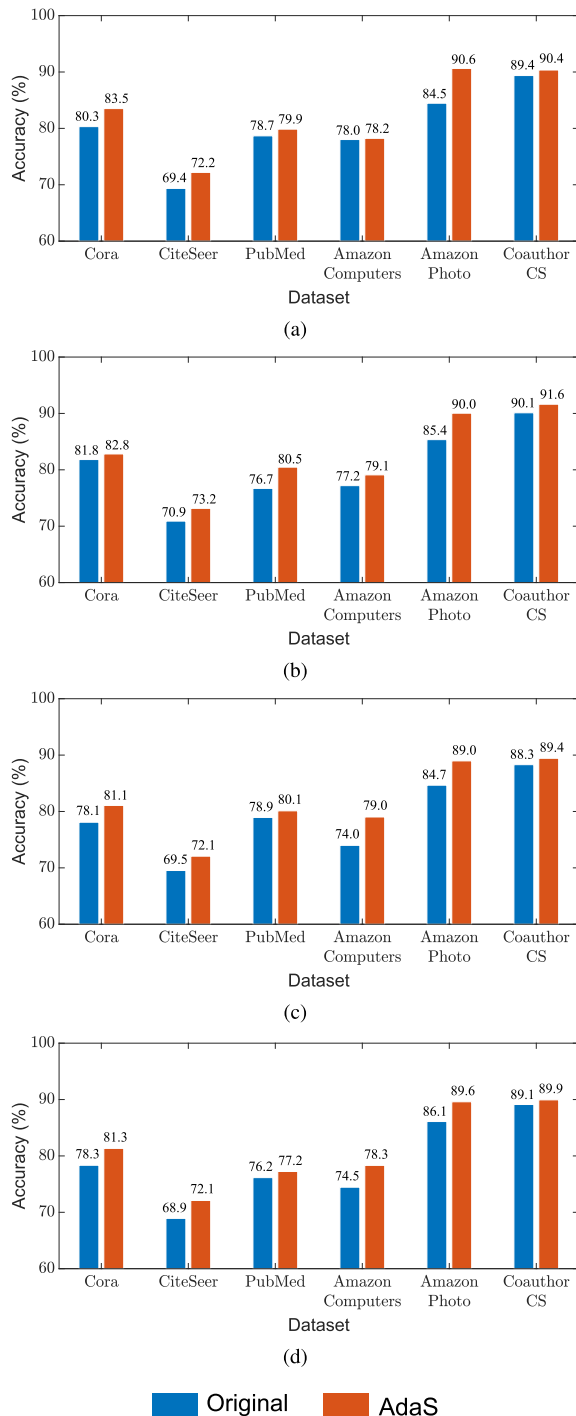 100
90.6
89.4 90.4
90
84.5
83.5
80.3
78.7 79.9
78.0 78.2
80
72.2
69.4
70
60
Accuracy (%)
Cora CiteSeer PubMed Amazon Amazon Coauthor
Computers Photo CS
Dataset
(a)
100
90.1 91.6
90.0
90
85.4
81.8 82.8
80.5
79.1
76.7 77.2
80
73.2
70.9
70
60
Accuracy (%)
Cora CiteSeer PubMed Amazon Amazon Coauthor
Computers Photo CS
Dataset
(b)
100
90
89.0 88.3 89.4
84.7
81.1
78.1
78.9 80.1
79.0
80
74.0
69.5 72.1
70
60
Accuracy (%)
Cora CiteSeer PubMed Amazon Amazon Coauthor
Computers Photo CS
Dataset
(c)
100
90
89.6 89.1 89.9
86.1
81.3
78.3
76.2 77.2
78.3
74.5
80
72.1
68.9
70
60
Accuracy (%)
Cora CiteSeer PubMed Amazon Amazon Coauthor
Computers Photo CS
Dataset
(d)
Original AdaS